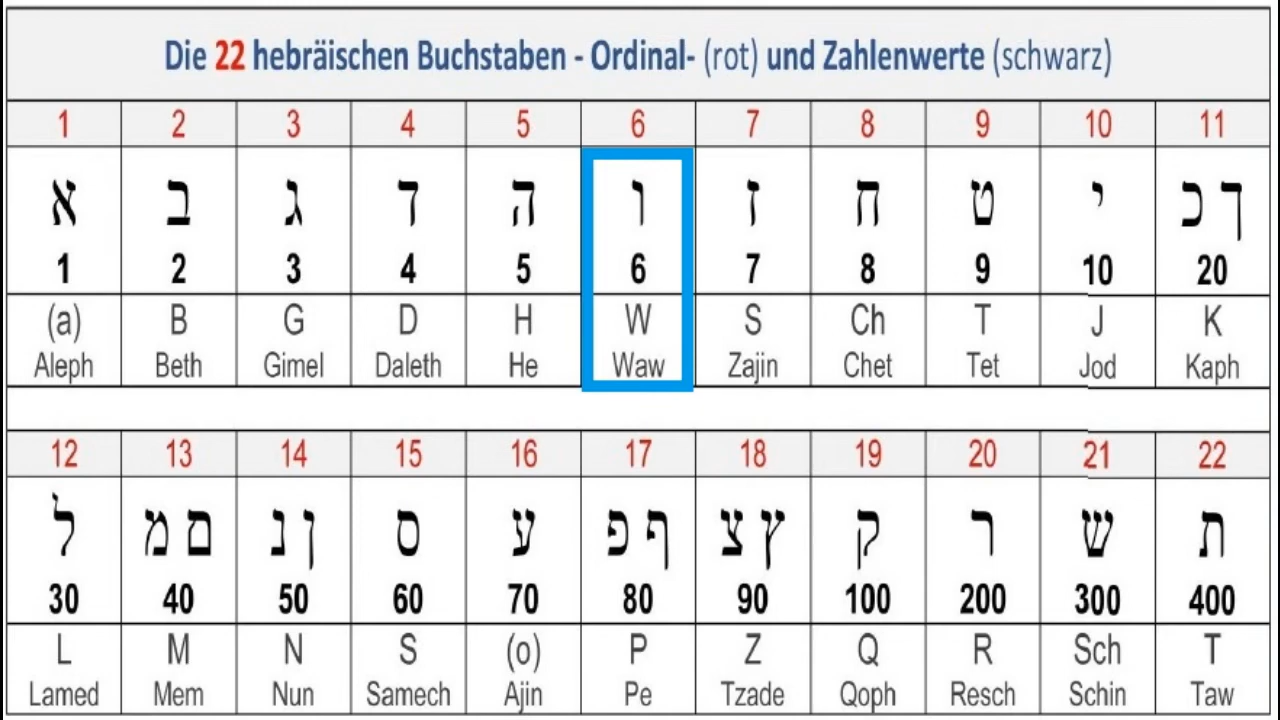 Die 22 hebräischen Buchstaben - Ordinal- (rot) und Zahlenwerte (schwarz)
1 2 3 4 5 6 7 8 9 10 11
א ב ג ד ה ו ז ח ט י כ ך
1 2 3 4 5 6 7 8 9 10 20
(a) B G D H W S Ch T J K
Aleph Beth Gimel Daleth He Waw Zajin Chet Tet Jod Kaph
12 13 14 15 16 17 18 19 20 21 22
ל מ ם נ ן ס ע פ ף צ ץ ק ר ש ת
30 40 50 60 70 80 90 100 200 300 400
L M N S (o) P Z Q R Sch T
Lamed Mem Nun Samech Ajin Pe Tzade Qoph Resch Schin Taw